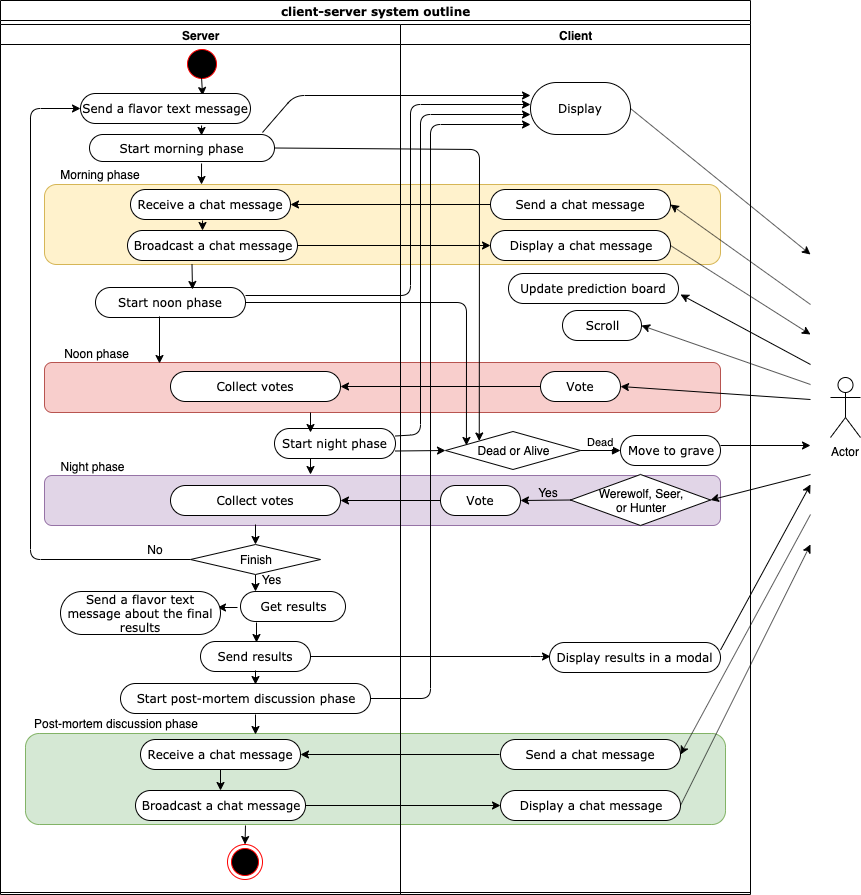 client-server system outline
Server
Client
Send a flavor text message
Display
Start morning phase
Morning phase
Receive a chat message
Send a chat message
Broadcast a chat message
Display a chat message
Start noon phase
Update prediction board
Scroll
Noon phase
Collect votes
Vote
Start night phase
Dead or Alive
Dead
Move to grave
Actor
Night phase
Collect votes
Vote
Yes
Werewolf, Seer,
or Hunter
No
Finish
Yes
Send a flavor text
message about the final
results
Get results
Send results
Display results in a modal
Start post-mortem discussion phase
Post-mortem discussion phase
Receive a chat message
Send a chat message
Broadcast a chat message
Display a chat message